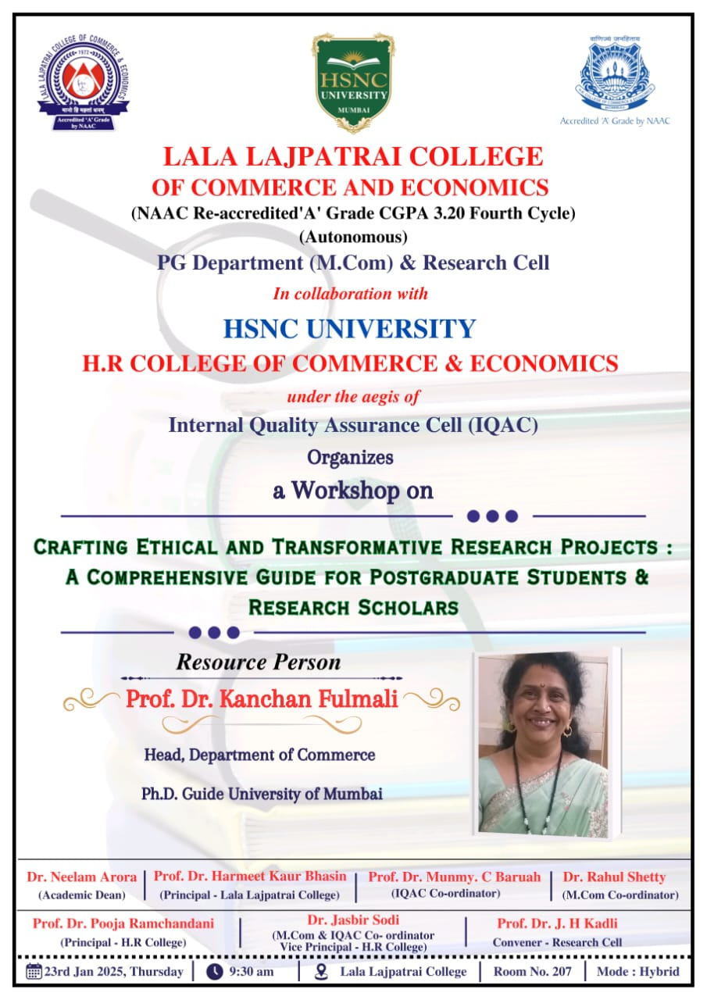 LALA LAJPATRAI COLLEGE OF COMMERCE & ECONOMICS
1972
Accredited 'A' Grade
by NAAC
HSNC
UNIVERSITY
MUMBAI
वाणिज्यं जनहिताय
Accredited 'A' Grade by NAAC
LALA LAJPATRAI COLLEGE
OF COMMERCE AND ECONOMICS
(NAAC Re-accredited'A' Grade CGPA 3.20 Fourth Cycle)
(Autonomous)
PG Department (M.Com) & Research Cell
In collaboration with
HSNC UNIVERSITY
H.R COLLEGE OF COMMERCE & ECONOMICS
under the aegis of
Internal Quality Assurance Cell (IQAC)
Organizes
a Workshop on
CRAFTING ETHICAL AND TRANSFORMATIVE RESEARCH PROJECTS :
A COMPREHENSIVE GUIDE FOR POSTGRADUATE STUDENTS &
RESEARCH SCHOLARS
Resource Person
Prof. Dr. Kanchan Fulmali
Head, Department of Commerce
Ph.D. Guide University of Mumbai
Dr. Neelam Arora
(Academic Dean)
Prof. Dr. Harmeet Kaur Bhasin
(Principal - Lala Lajpatrai College)
Prof. Dr. Munmy. C Baruah
(IQAC Co-ordinator)
Dr. Rahul Shetty
(M.Com Co-ordinator)
Prof. Dr. Pooja Ramchandani
(Principal - H.R College)
Dr. Jasbir Sodi
(M.Com & IQAC Co- ordinator
Vice Principal - H.R College)
Prof. Dr. J. H Kadli
Convener - Research Cell
23rd Jan 2025, Thursday
9:30 am
Lala Lajpatrai College
Room No. 207
Mode : Hybrid